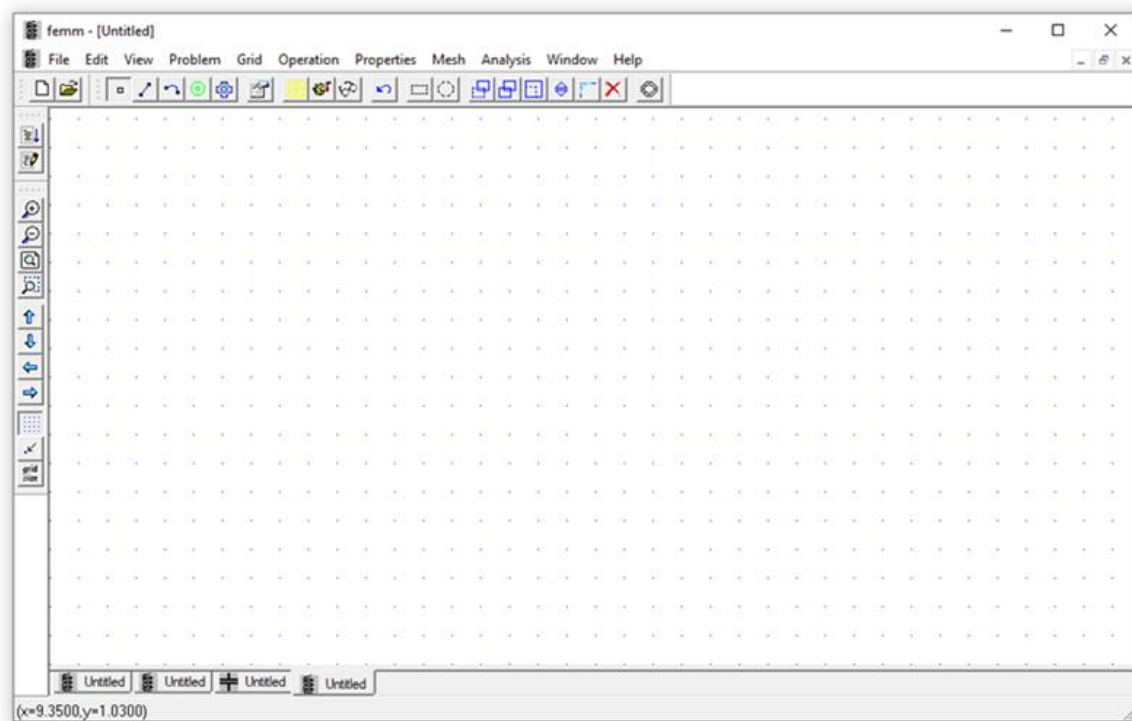 femm - [Untitled]
File Edit View Problem Grid Operation Properties Mesh Analysis Window Help
grid
size
Untitled Untitled Untitled Untitled
(x=9.3500,y=1.0300)